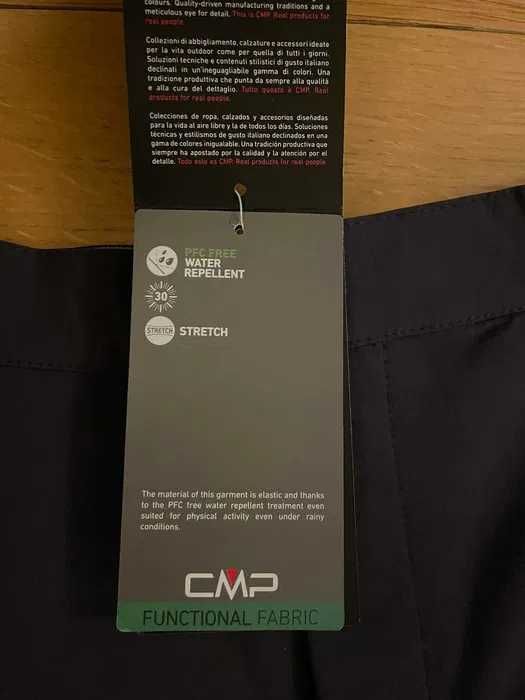 colours. Quality-driven manufacturing traditions and a
meticulous eye for detail. This is CMP. Real products for
real people.
Collezioni di abbigliamento, calzature e accessori ideate
per la vita outdoor come per quella di tutti i giorni.
Soluzioni tecniche e contenuti stilistici di gusto italiano
declinati in un'ineguagliabile gamma di colori. Una
tradizione produttiva che punta da sempre alla qualità
e alla cura del dettaglio. Tutto questo è CMP. Real
products for real people.
Colecciones de ropa, calzados y accesorios diseñadas
para la vida al aire libre y la de todos los días. Soluciones
técnicas y estilismos de gusto italiano declinados en una
gama de colores inigualable. Una tradición productiva que
siempre ha apostado por la calidad y la atención por el
detalle. Todo esto es CMP. Real products for real people.
PFC FREE
WATER
REPELLENT
30
STRETCH STRETCH
The material of this garment is elastic and thanks
to the PFC free water repellent treatment even
suited for physical activity even under rainy
conditions.
CMP
FUNCTIONAL FABRIC